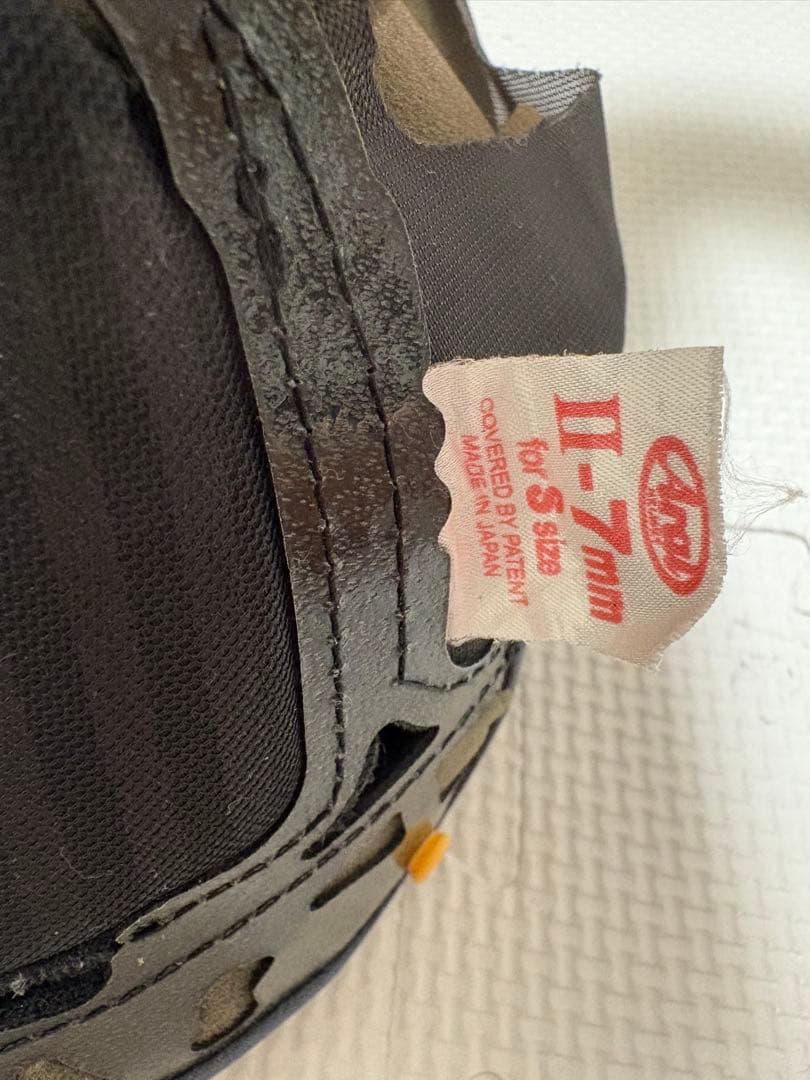 Arai
II-7mm
for S size
COVERED BY PATENT
MADE IN JAPAN